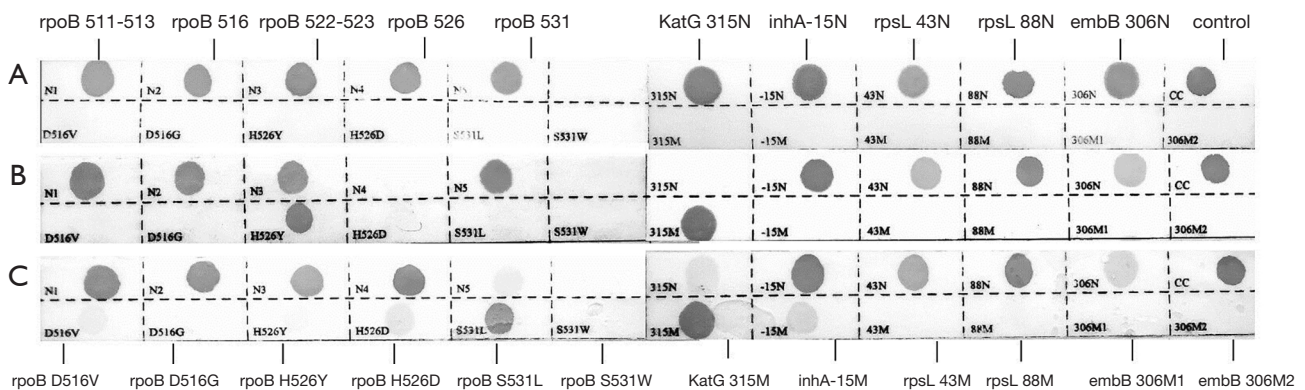 rpoB 511-513 rpoB 516 rpoB 522-523 rpoB 526 rpoB 531 KatG 315N inhA-15N rpsL 43N rpsL 88N embB 306N control
A
N1 N2 N3 N4 N5 315N -15N 43N 88N 306N CC
D516V D516G H526Y H526D S531L S531W 315M -15M 43M 88M 306M1 306M2
B
N1 N2 N3 N4 N5 315N -15N 43N 88N 306N CC
D516V D516G H526Y H526D S531L S531W 315M -15M 43M 88M 306M1 306M2
C
N1 N2 N3 N4 N5 315N -15N 43N 88N 306N CC
D516V D516G H526Y H526D S531L S531W 315M -15M 43M 88M 306M1 306M2
rpoB D516V rpoB D516G rpoB H526Y rpoB H526D rpoB S531L rpoB S531W KatG 315M inhA-15M rpsL 43M rpsL 88M embB 306M1 embB 306M2